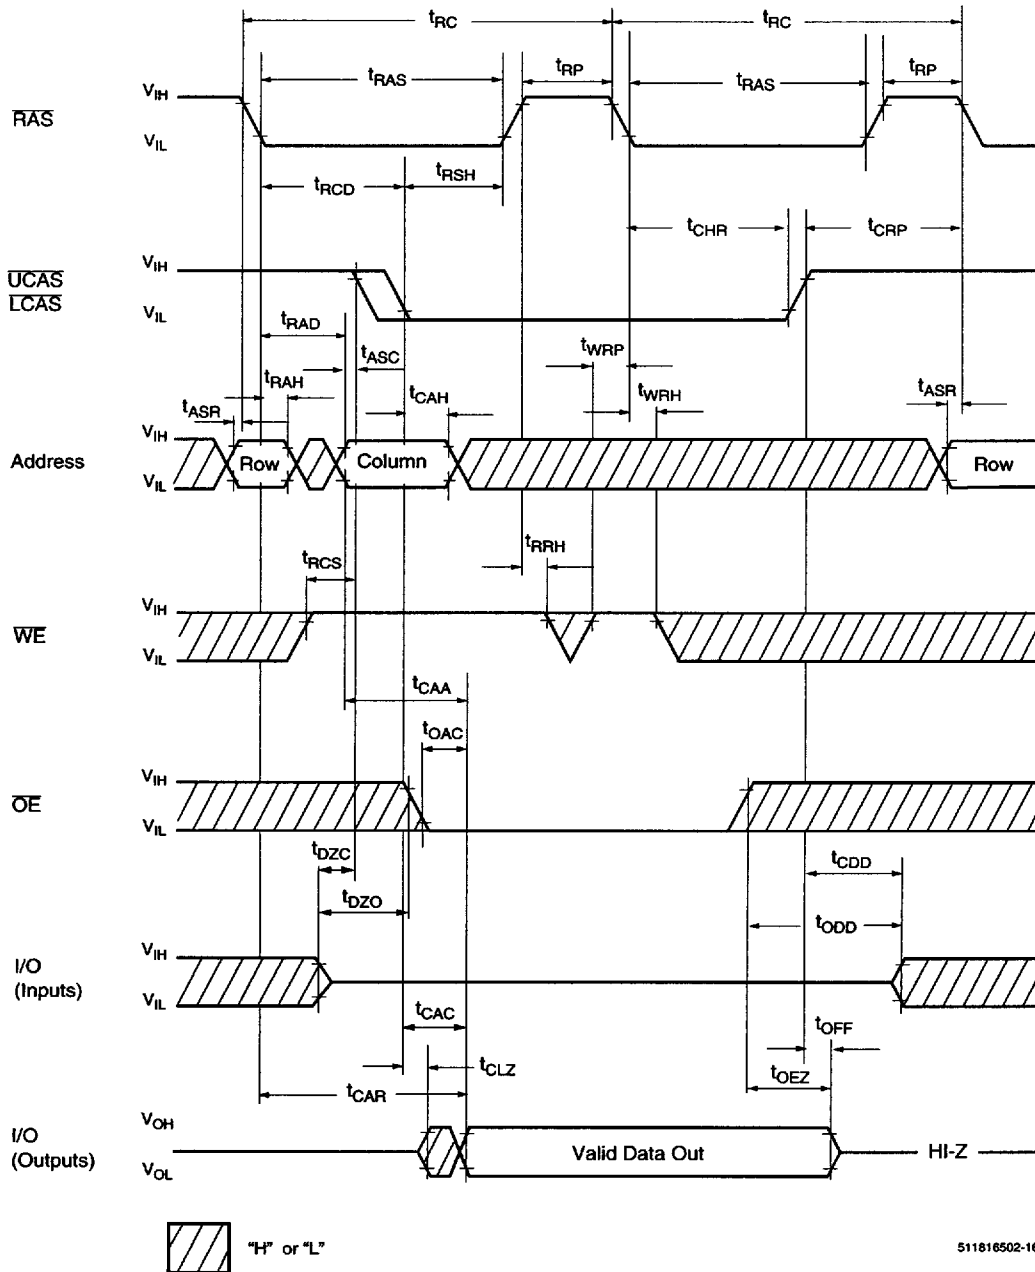 tRC tRC
tRAS tRP tRAS tRP
RAS VIH
VIL
tRCD tRSH
tCHR tCRP
UCAS VIH
LCAS VIL
tRAD
tASC tWRP
tRAH tCAH tWRH
tASR tASR
Address VIH
Row Column Row
VIL
tRRH
tRCS
WE VIH
VIL
tCAA
tOAC
OE VIH
VIL
tDZC tCDD
tDZO tODD
I/O VIH
(Inputs) VIL
tCAC tOFF
tCLZ tOEZ
tCAR
I/O VOH
(Outputs) Valid Data Out HI-Z
VOL
"H" or "L"
511816502-16